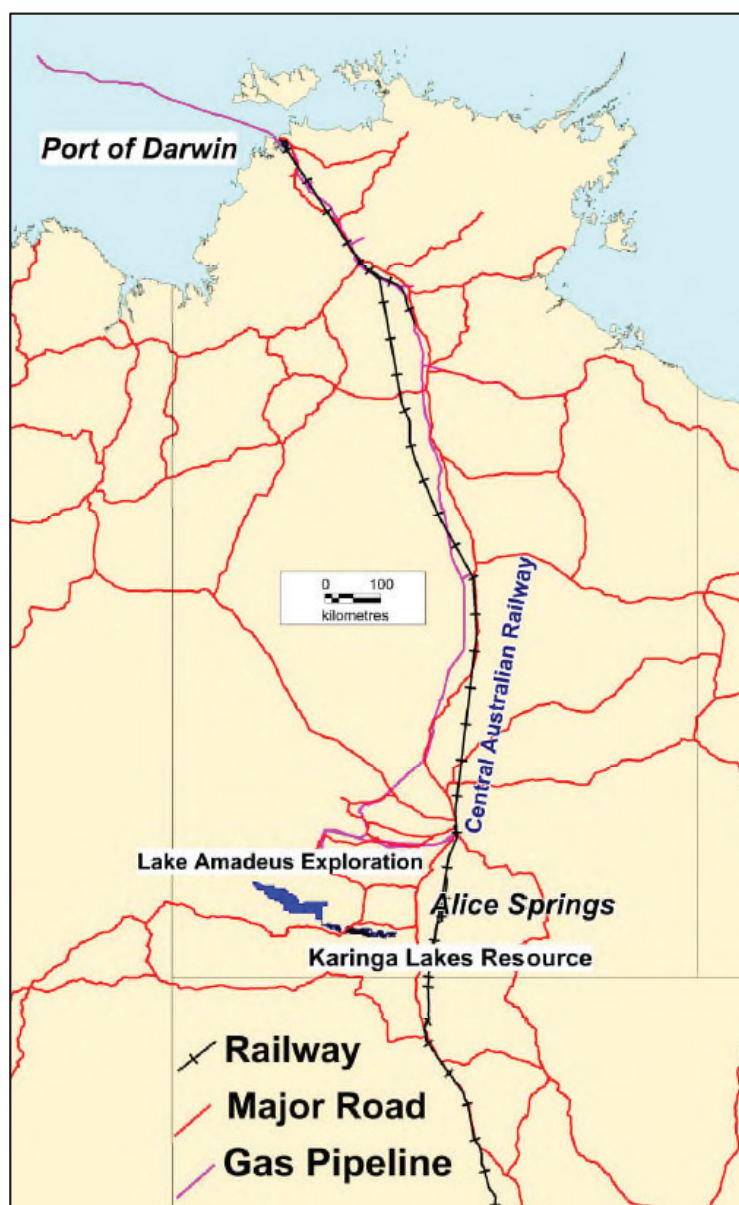 Port of Darwin
0 100
kilometres
Central Australian Railway
Lake Amadeus Exploration
Alice Springs
Karinga Lakes Resource
Railway
Major Road
Gas Pipeline